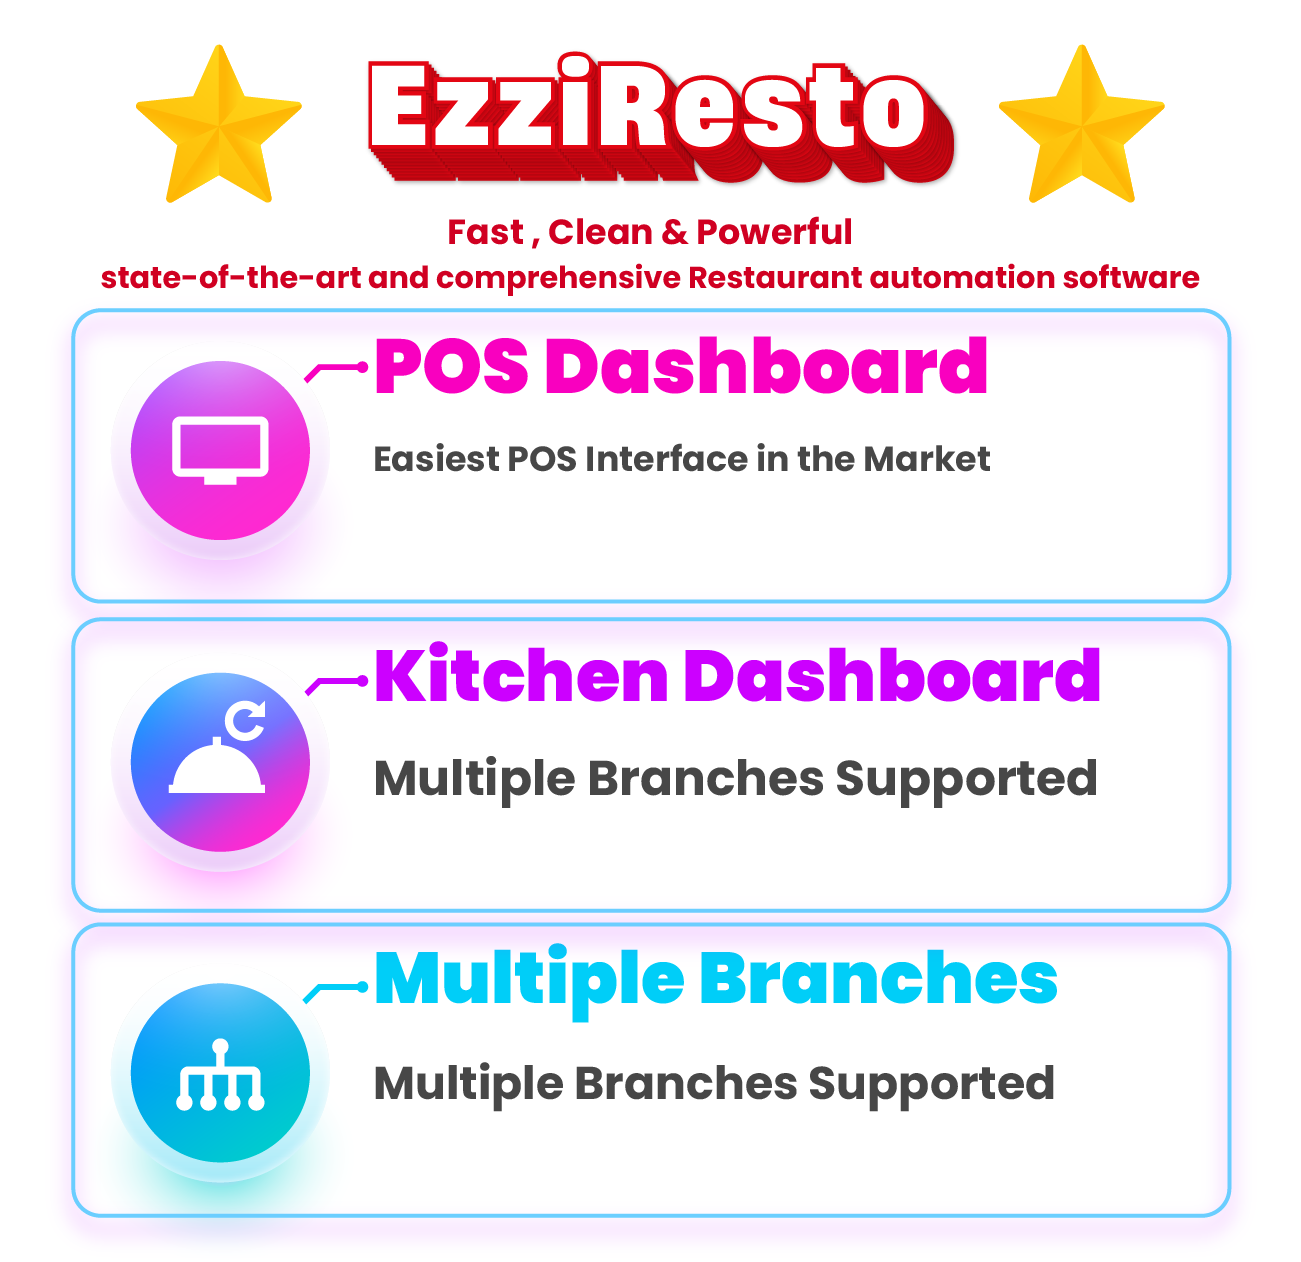 EzziResto
Fast , Clean & Powerful
state-of-the-art and comprehensive Restaurant automation software
POS Dashboard
Easiest POS Interface in the Market
Kitchen Dashboard
Multiple Branches Supported
Multiple Branches
Multiple Branches Supported